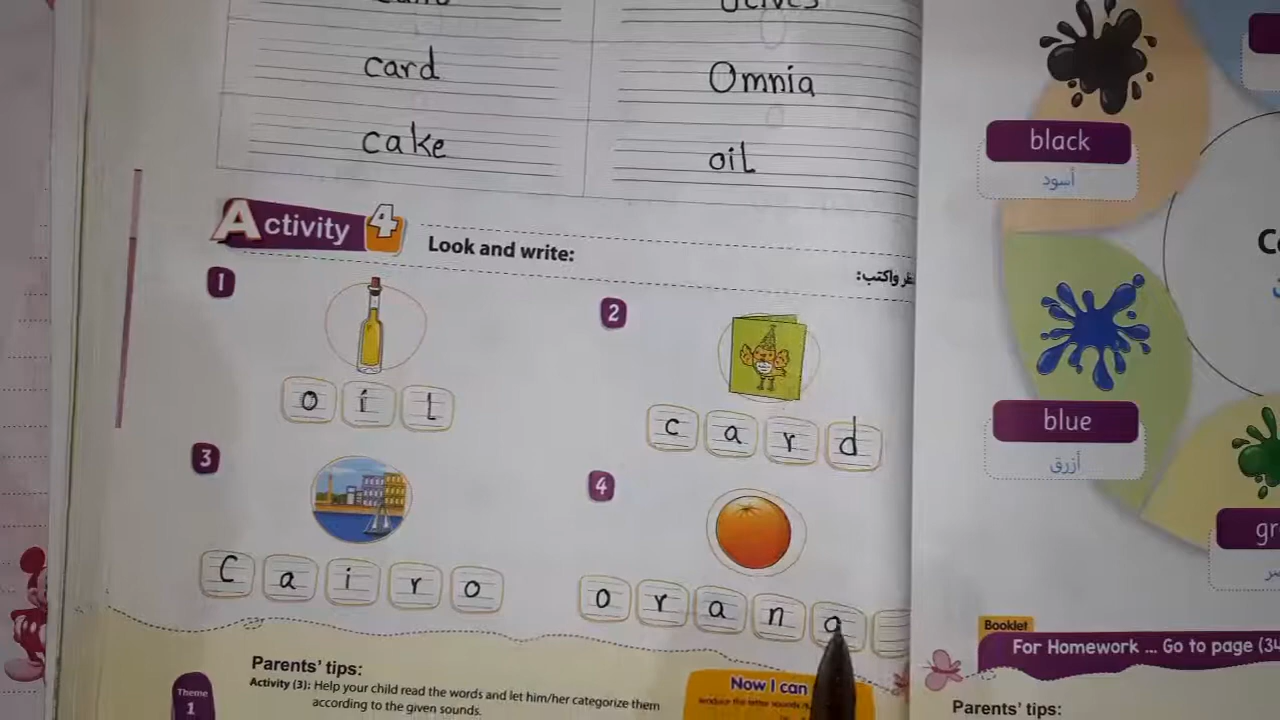 card
Omnia
cake
oil
Activity 4
Look and write:
1
o i l
2
c a r d
3
C a i r o
4
o r a n
Parents' tips:
Activity (3): Help your child read the words and let him/her categorize them
according to the given sounds.
Theme
1
Now I can
black
أسود
blue
أزرق
Booklet
For Homework ... Go to page (34
Parents' tips: